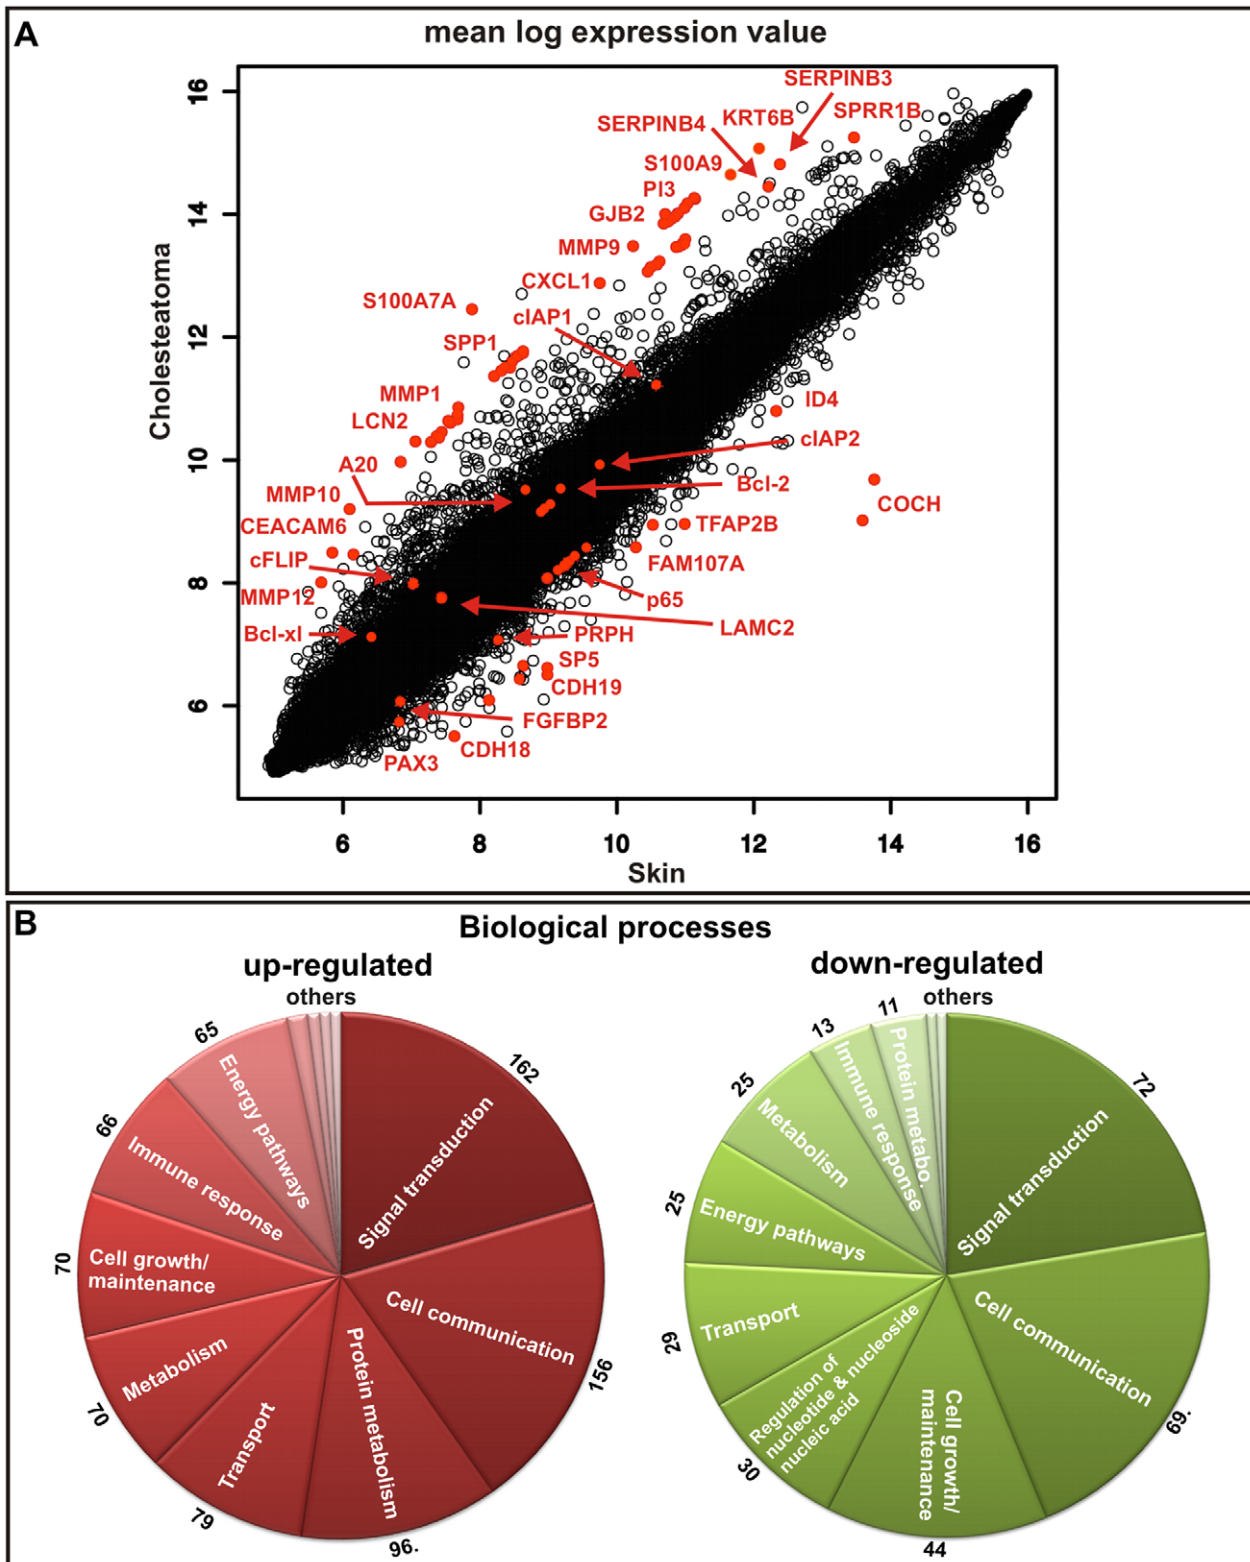 A
mean log expression value
SERPINB3
KRT6B
SPRR1B
SERPINB4
S100A9
PI3
GJB2
MMP9
CXCL1
S100A7A
cIAP1
SPP1
MMP1
LCN2
ID4
cIAP2
A20
Bcl-2
MMP10
COCH
CEACAM6
TFAP2B
cFLIP
FAM107A
MMP12
p65
LAMC2
Bcl-xl
PRPH
SP5
CDH19
FGFBP2
CDH18
PAX3
16
14
12
10
8
6
Cholesteatoma
6 8 10 12 14 16
Skin
B
Biological processes
up-regulated
others
162
Signal transduction
156
Cell communication
96.
Protein metabolism
79
Transport
70
Metabolism
70
Cell growth/
maintenance
66
Immune response
65
Energy pathways
down-regulated
others
72
Signal transduction
69.
Cell communication
44
Cell growth/
maintenance
30
Regulation of
nucleotide & nucleoside
nucleic acid
29
Transport
25
Energy pathways
25
Metabolism
13
Immune response
11
Protein metabo.